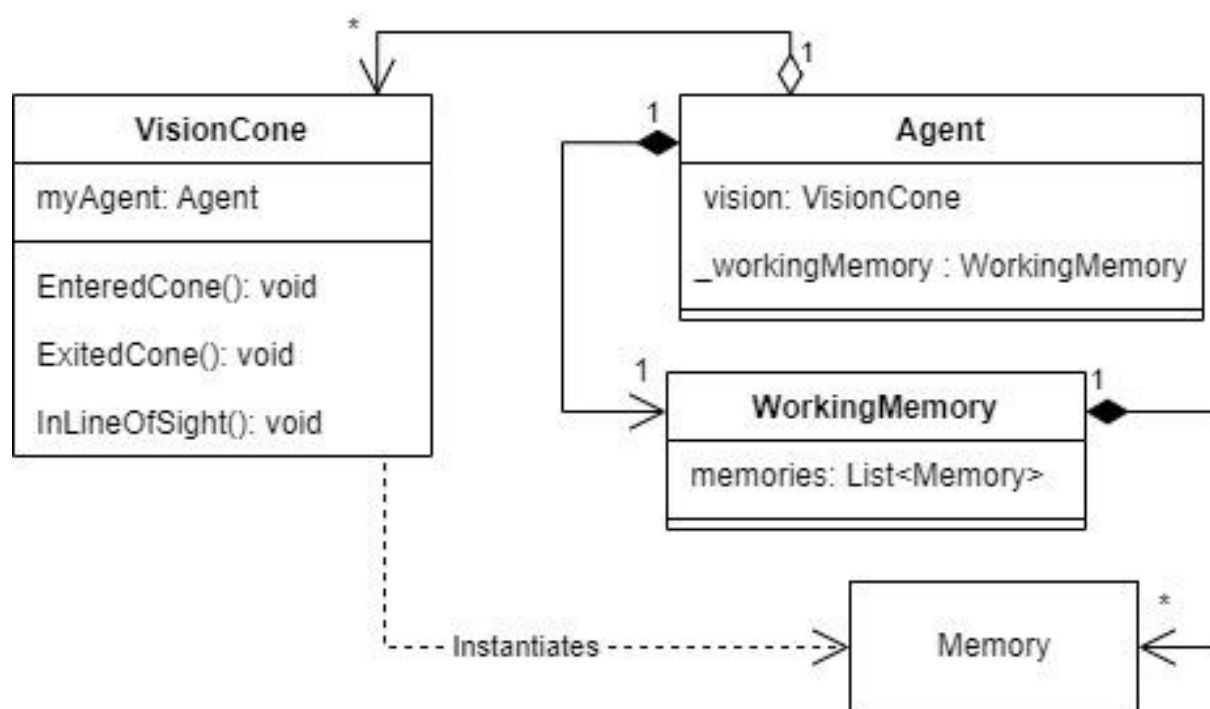 *
1
VisionCone
myAgent: Agent
EnteredCone(): void
ExitedCone(): void
InLineOfSight(): void
1
Agent
vision: VisionCone
_workingMemory : WorkingMemory
1
1
WorkingMemory
memories: List<Memory>
Instantiates
*
Memory